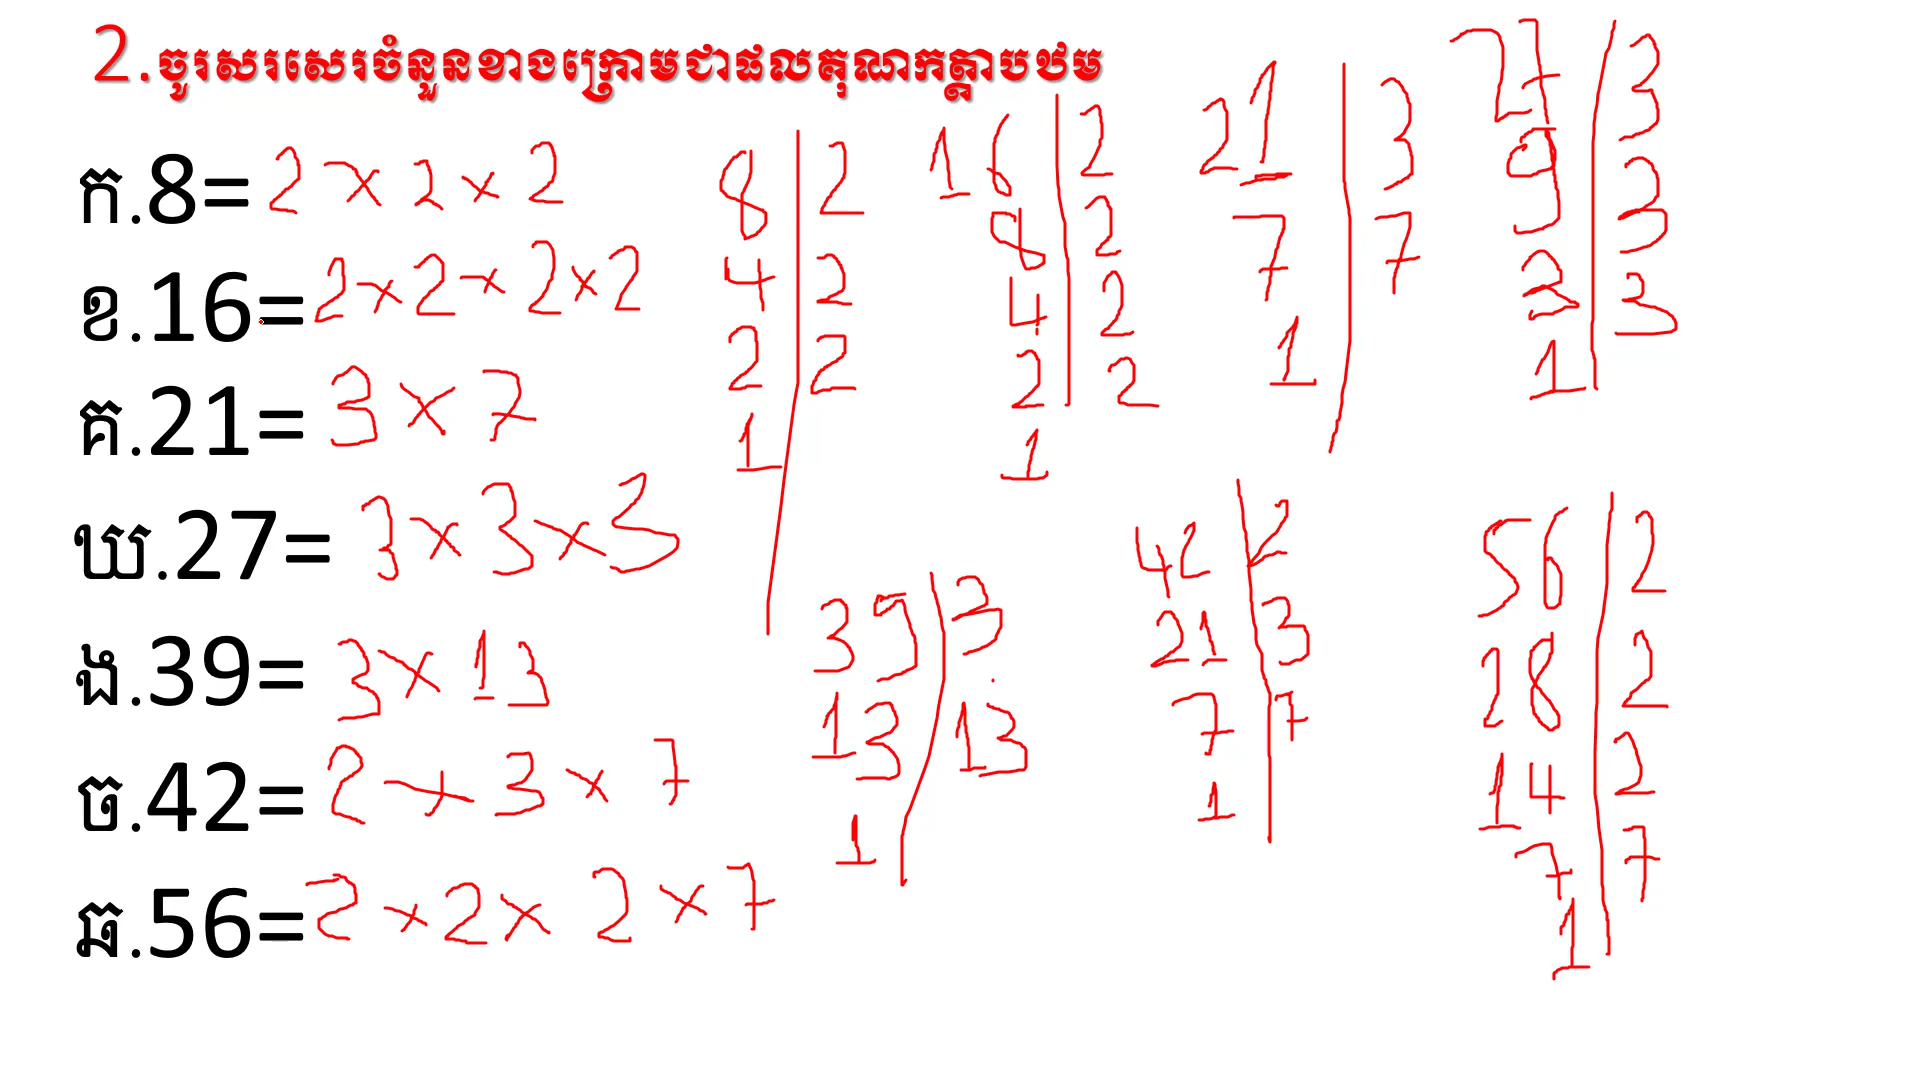 2.ចូរសរសេរចំនួនខាងក្រោមជាផលគុណកត្តាបឋម
ក.8= 2 × 2 × 2
ខ.16= 2 × 2 × 2 × 2
គ.21= 3 × 7
ឃ.27= 3 × 3 × 3
ង.39= 3 × 13
ច.42= 2 × 3 × 7
ឆ.56= 2 × 2 × 2 × 7
8 | 2
4 | 2
2 | 2
1
16 | 2
8 | 2
4 | 2
2 | 2
1
21 | 3
7 | 7
1
27 | 3
9 | 3
3 | 3
1
39 | 3
13 | 13
1
42 | 2
21 | 3
7 | 7
1
56 | 2
28 | 2
14 | 2
7 | 7
1